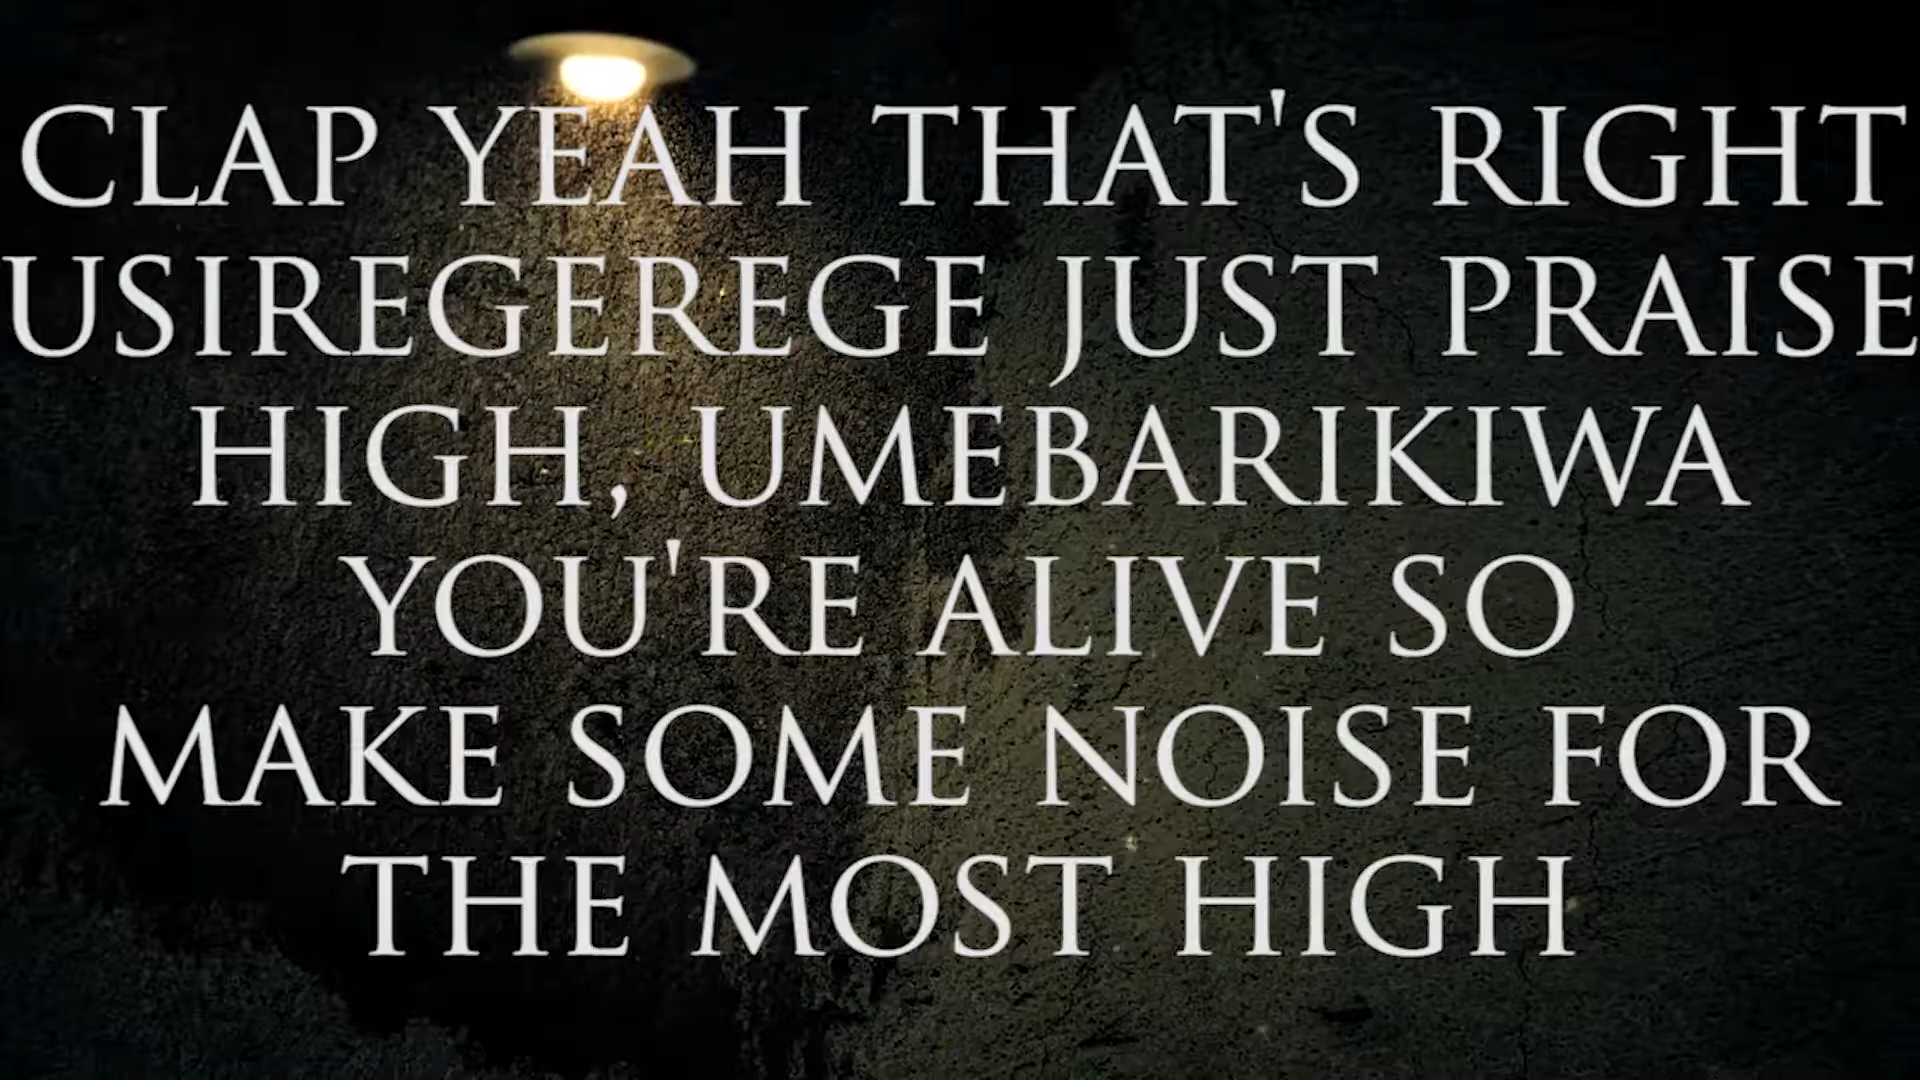 CLAP YEAH THAT'S RIGHT
USIREGEREGE JUST PRAISE
HIGH, UMEBARIKIWA
YOU'RE ALIVE SO
MAKE SOME NOISE FOR
THE MOST HIGH